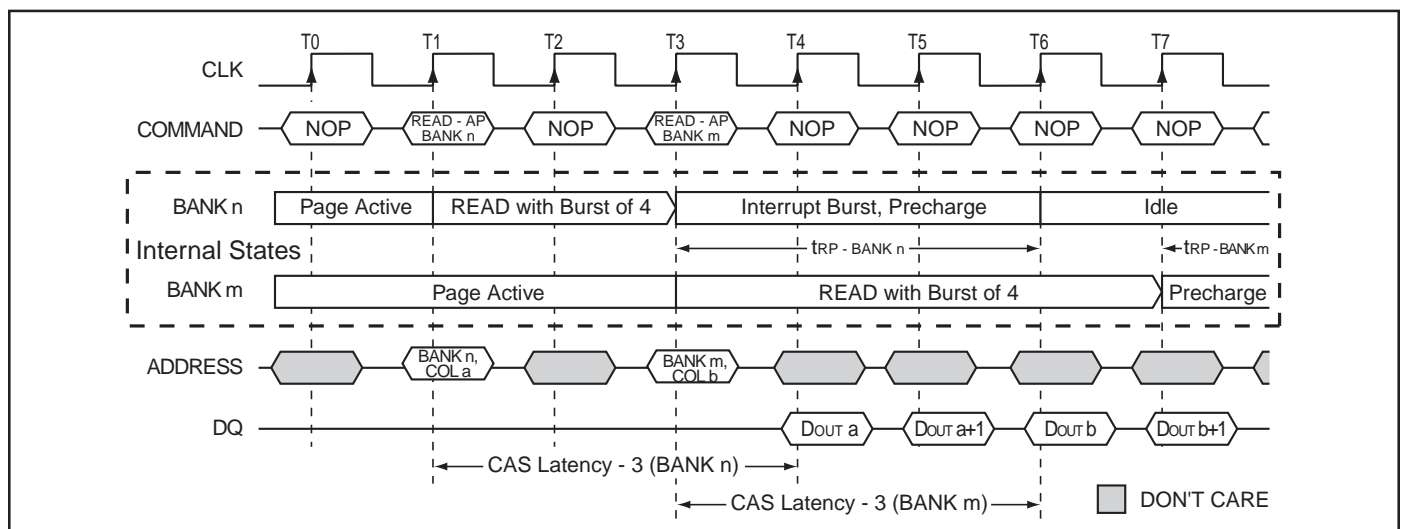 T0 T1 T2 T3 T4 T5 T6 T7
CLK
COMMAND NOP READ - AP BANK n NOP READ - AP BANK m NOP NOP NOP NOP
BANK n Page Active READ with Burst of 4 Interrupt Burst, Precharge Idle
Internal States tRP - BANK n tRP - BANK m
BANK m Page Active READ with Burst of 4 Precharge
ADDRESS BANK n, COL a BANK m, COL b
DQ DOUT a DOUT a+1 DOUT b DOUT b+1
CAS Latency - 3 (BANK n)
CAS Latency - 3 (BANK m) DON'T CARE